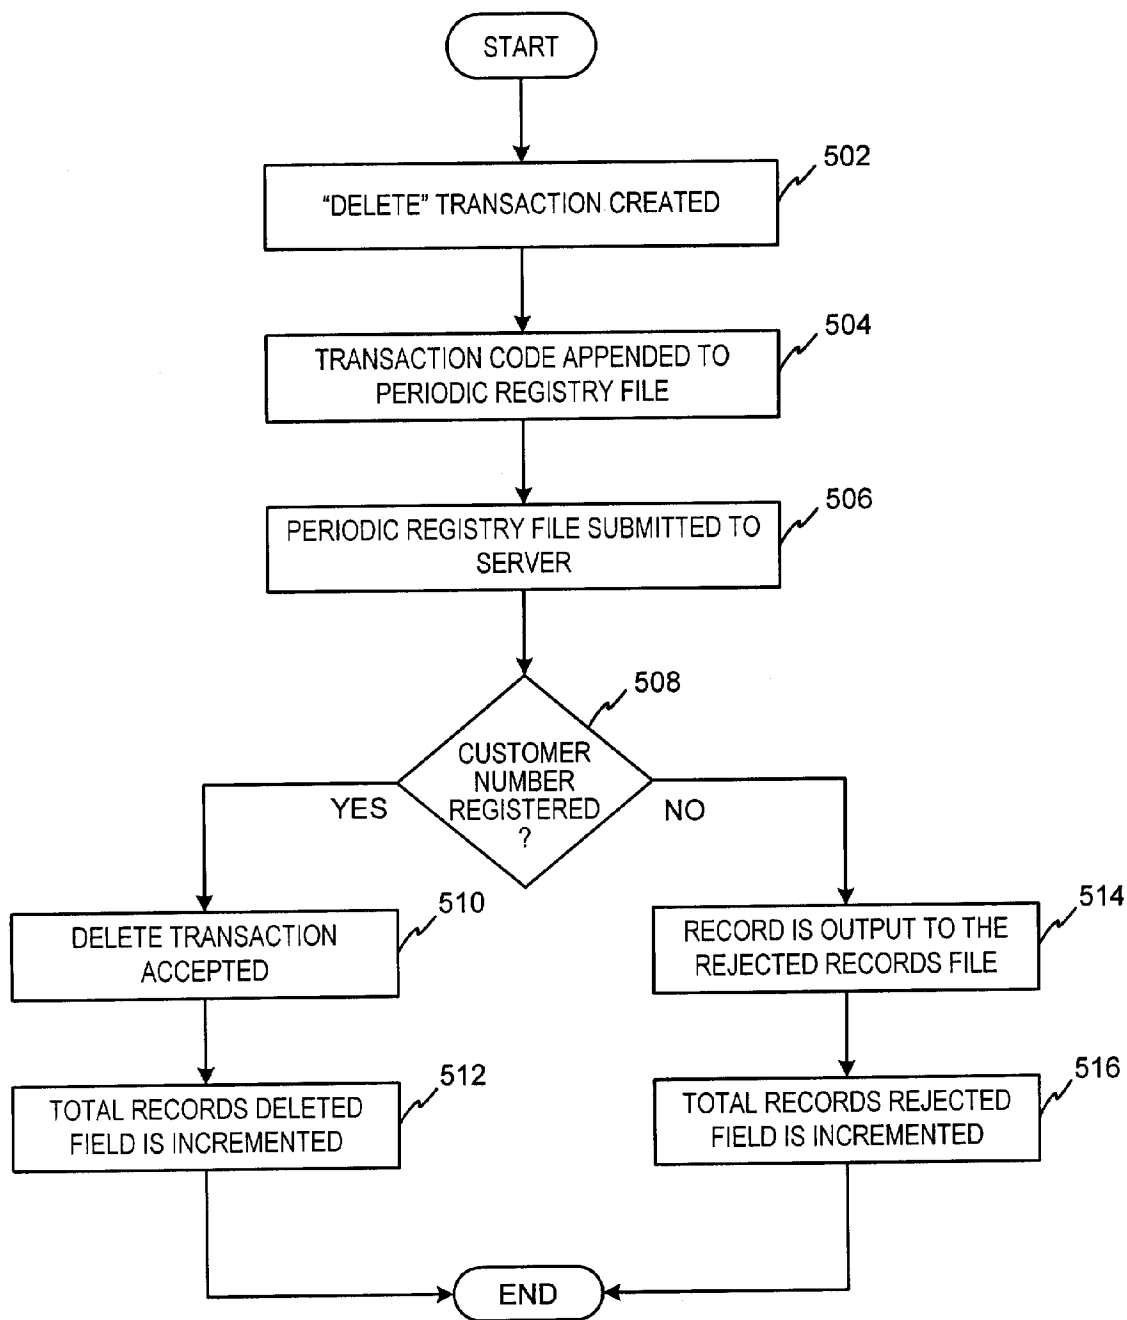 START
502
“DELETE” TRANSACTION CREATED
504
TRANSACTION CODE APPENDED TO
PERIODIC REGISTRY FILE
506
PERIODIC REGISTRY FILE SUBMITTED TO
SERVER
508
CUSTOMER
NUMBER
REGISTERED
?
YES
NO
510
DELETE TRANSACTION
ACCEPTED
514
RECORD IS OUTPUT TO THE
REJECTED RECORDS FILE
512
TOTAL RECORDS DELETED
FIELD IS INCREMENTED
516
TOTAL RECORDS REJECTED
FIELD IS INCREMENTED
END